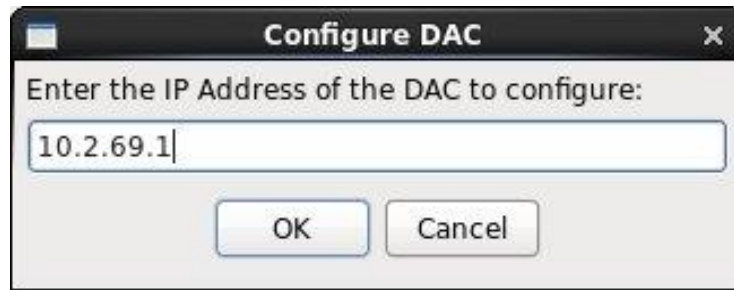 Configure DAC
Enter the IP Address of the DAC to configure:
10.2.69.1
OK Cancel